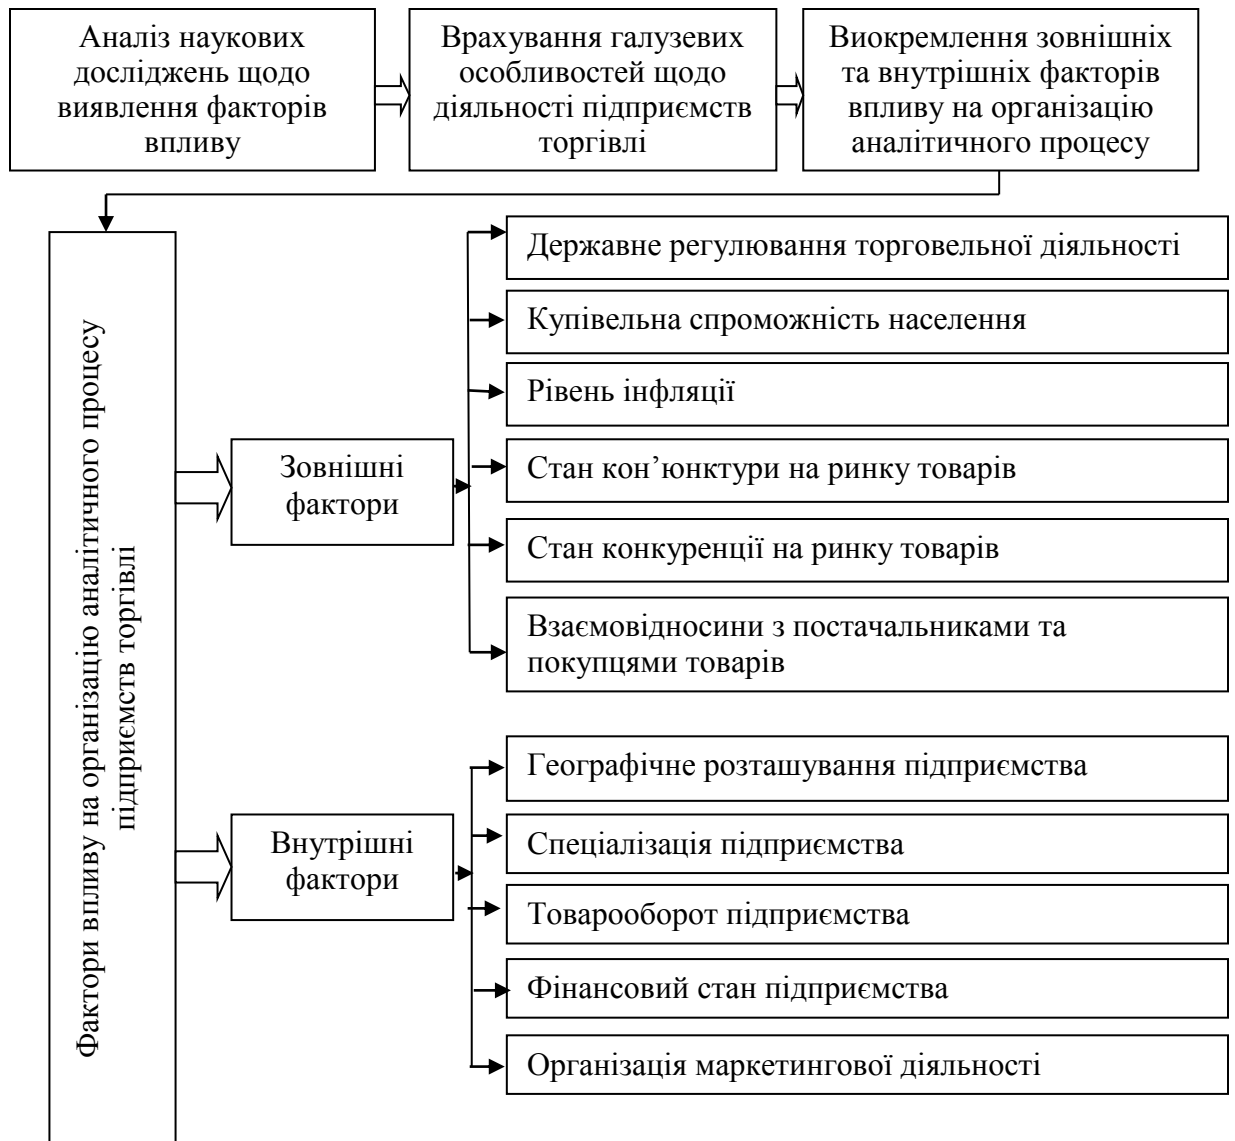 Аналіз наукових
досліджень щодо
виявлення факторів
впливу
Врахування галузевих
особливостей щодо
діяльності підприємств
торгівлі
Виокремлення зовнішніх
та внутрішніх факторів
впливу на організацію
аналітичного процесу
Фактори впливу на організацію аналітичного процесу
підприємств торгівлі
Зовнішні
фактори
Державне регулювання торговельної діяльності
Купівельна спроможність населення
Рівень інфляції
Стан кон’юнктури на ринку товарів
Стан конкуренції на ринку товарів
Взаємовідносини з постачальниками та
покупцями товарів
Внутрішні
фактори
Географічне розташування підприємства
Спеціалізація підприємства
Товарооборот підприємства
Фінансовий стан підприємства
Організація маркетингової діяльності